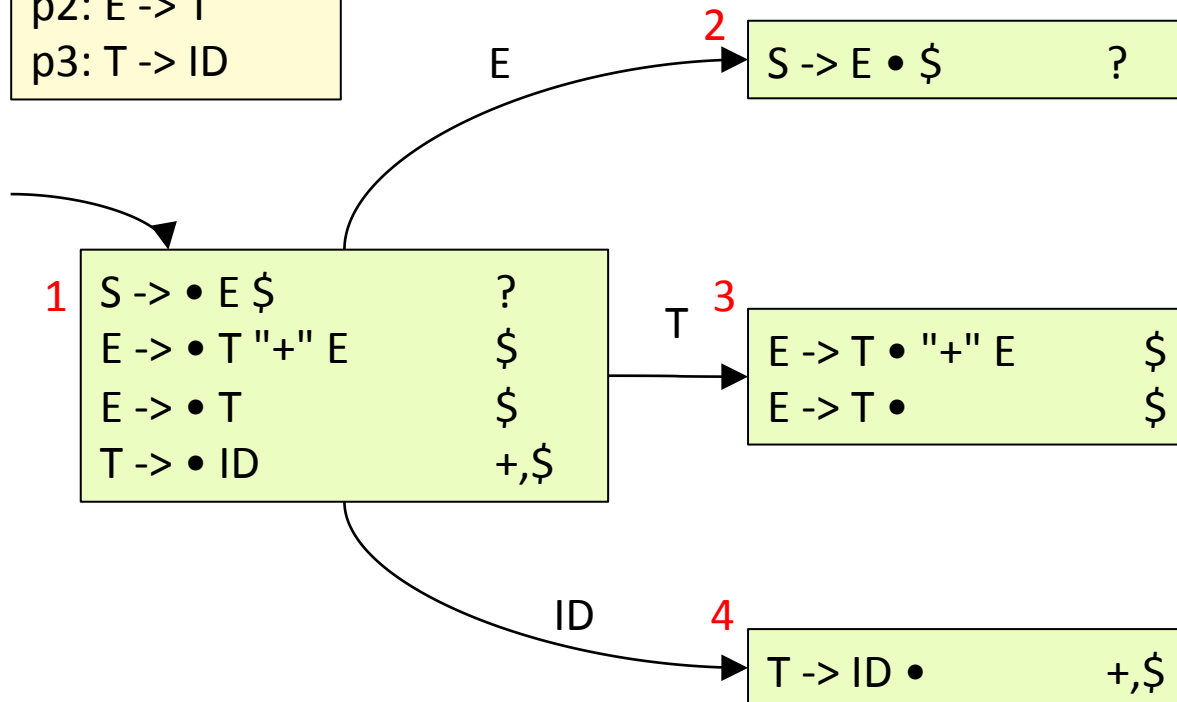 p2: E -> T
p3: T -> ID
E
2
S -> E • $ ?
1
S -> • E $ ?
E -> • T "+" E $
E -> • T $
T -> • ID +,$
T
3
E -> T • "+" E $
E -> T • $
ID
4
T -> ID • +,$